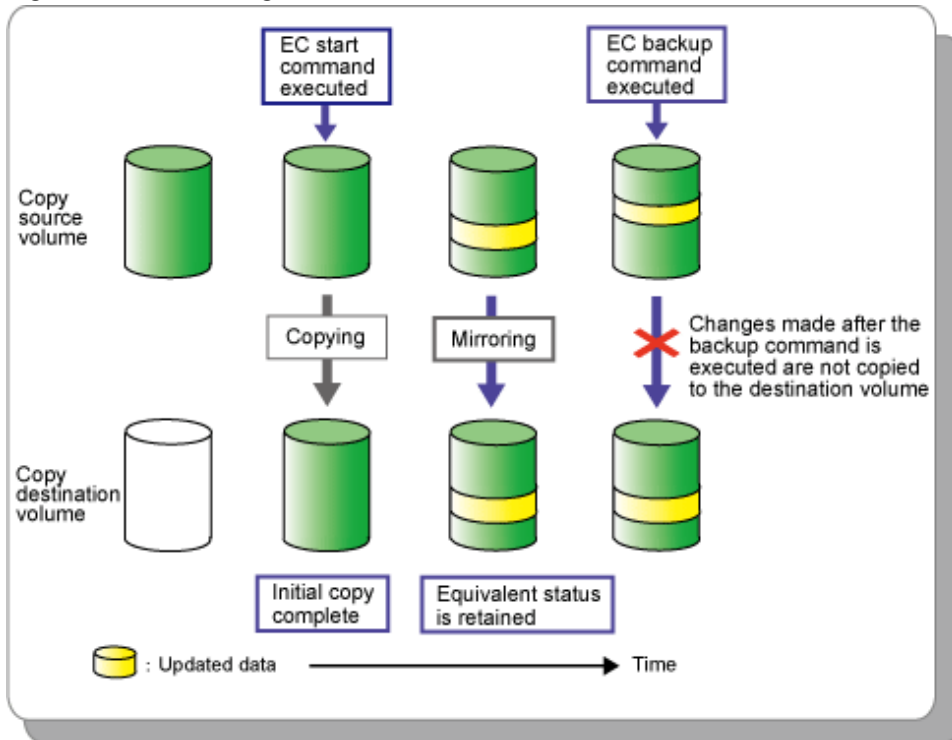 EC start
command
executed
EC backup
command
executed
Copy
source
volume
Copying
Mirroring
Changes made after the
backup command is
executed are not copied
to the destination volume
Copy
destination
volume
Initial copy
complete
Equivalent status
is retained
: Updated data
Time